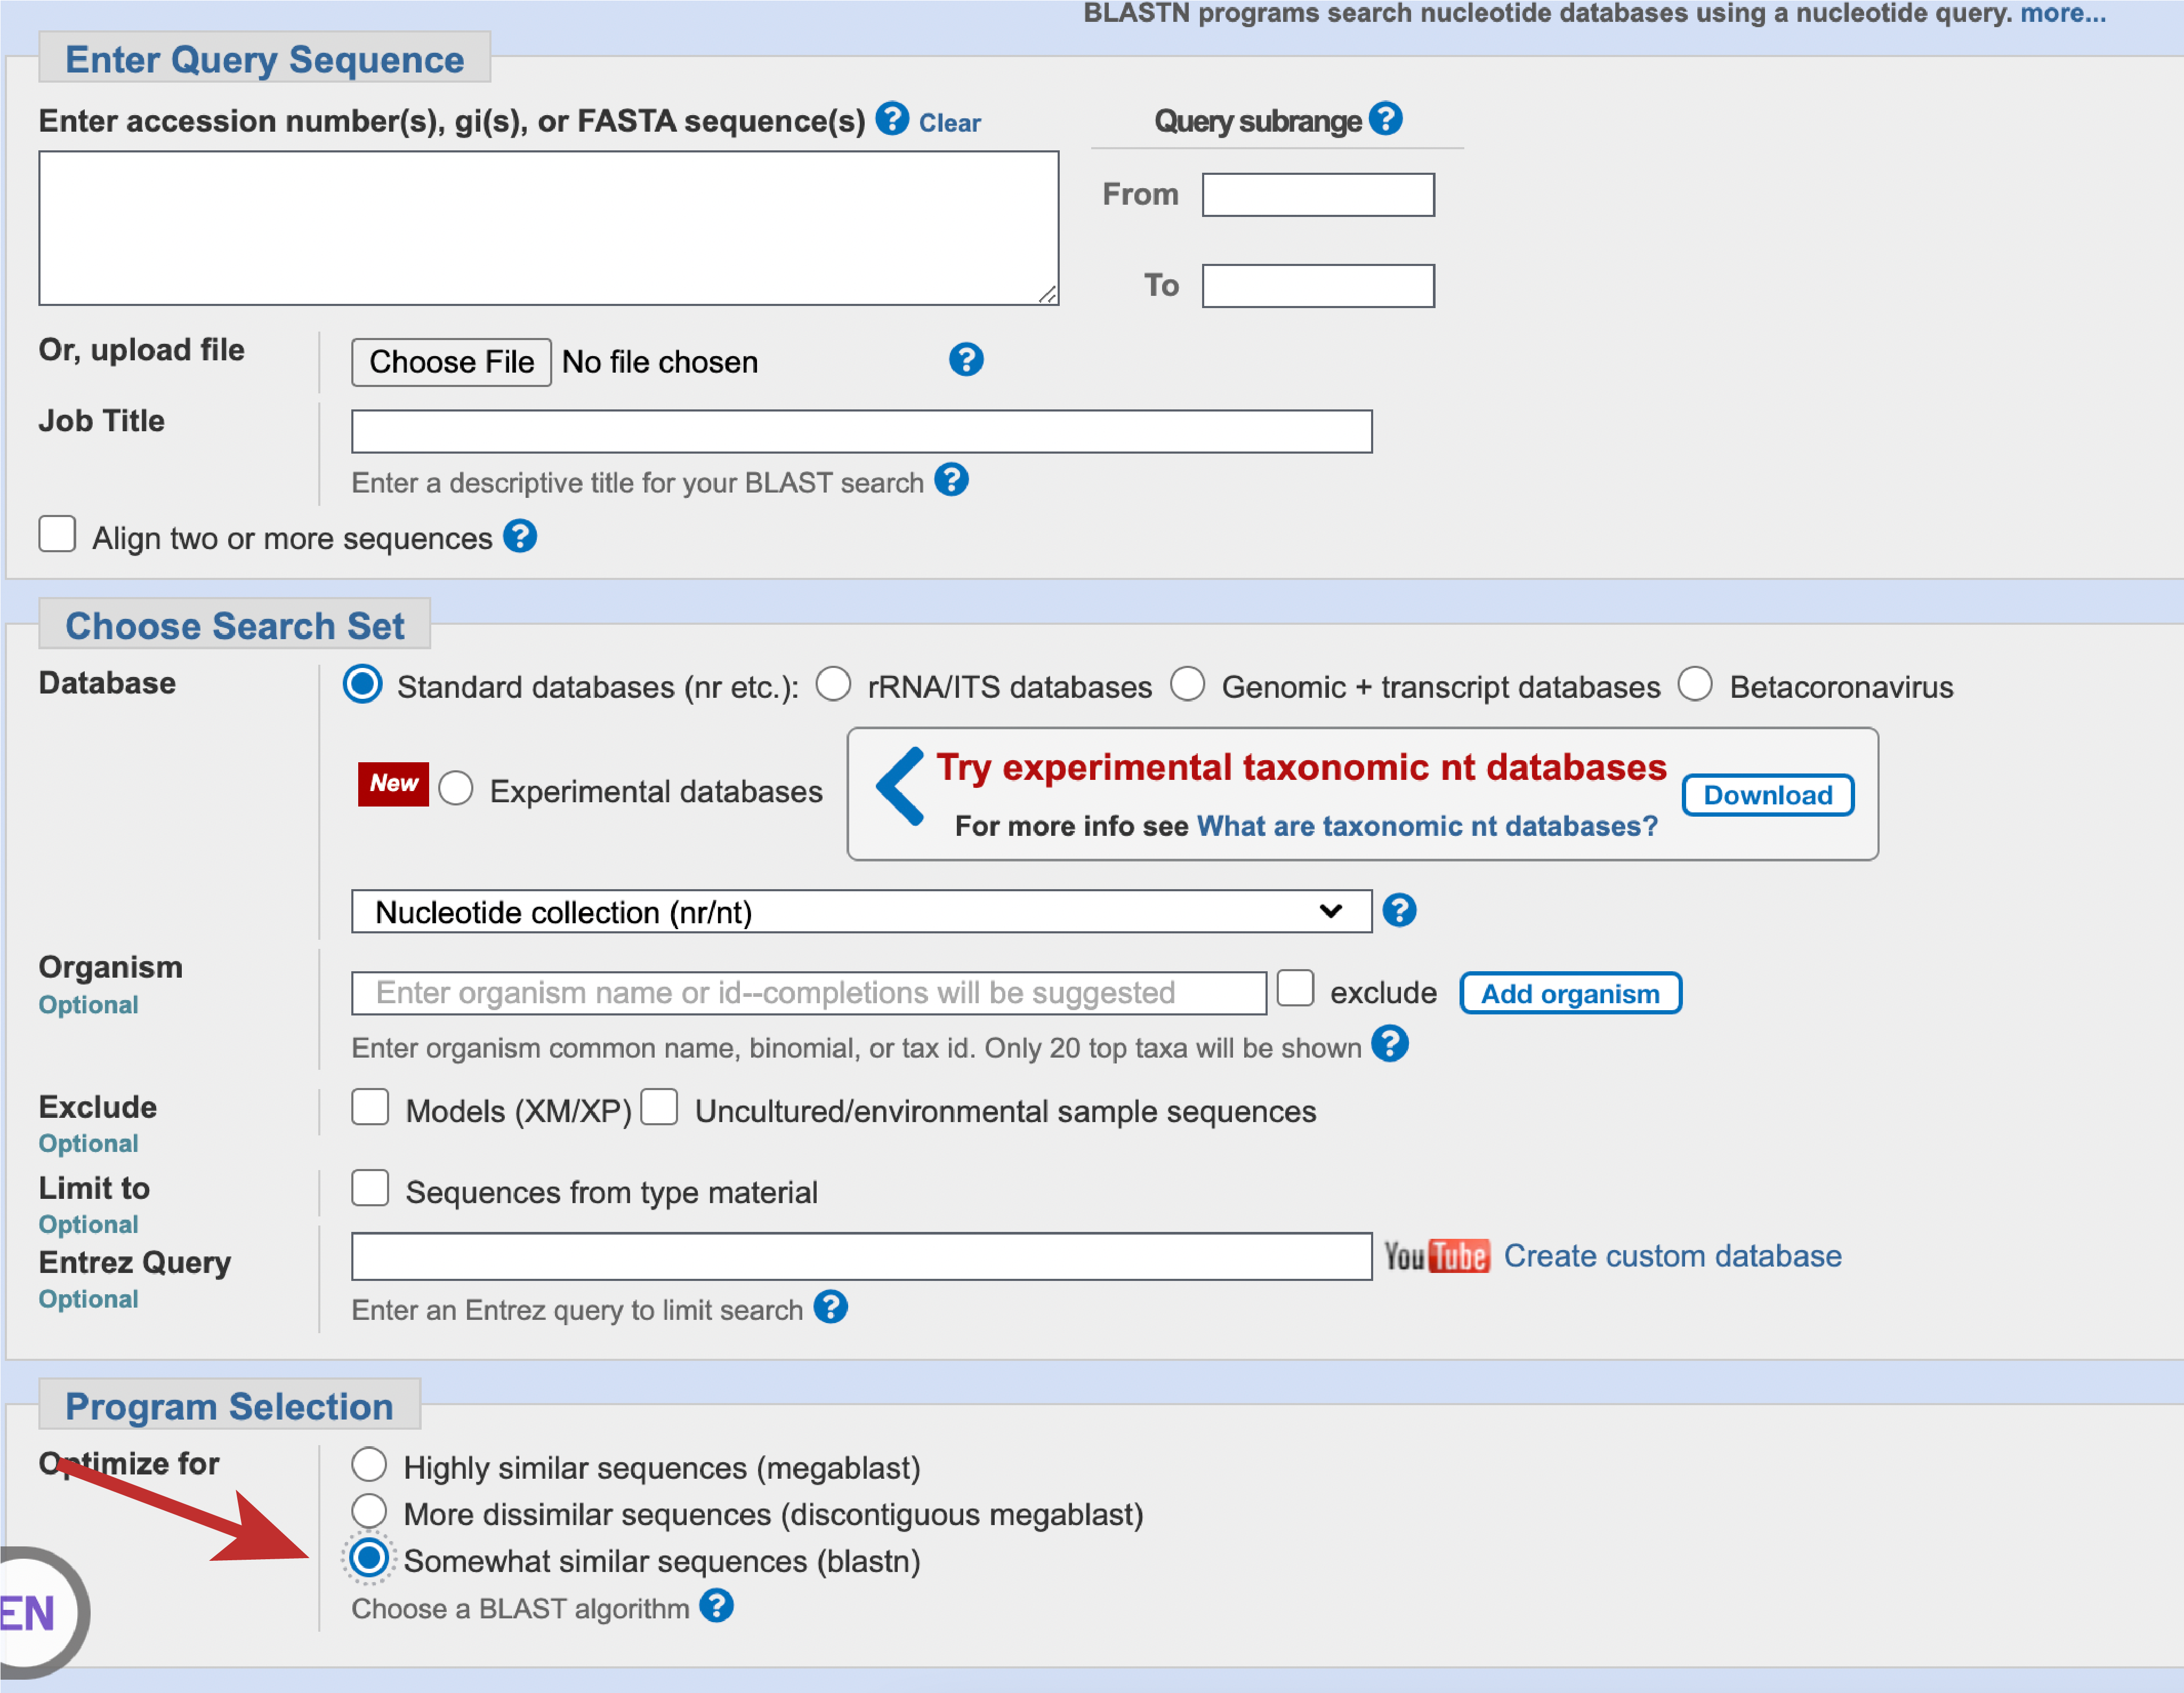 BLASTN programs search nucleotide databases using a nucleotide query. more...
Enter Query Sequence
Enter accession number(s), gi(s), or FASTA sequence(s) ? Clear
Query subrange ?
From
To
Or, upload file
Choose File No file chosen ?
Job Title
Enter a descriptive title for your BLAST search ?
Align two or more sequences ?
Choose Search Set
Database
Standard databases (nr etc.): rRNA/ITS databases Genomic + transcript databases Betacoronavirus
New Experimental databases
Try experimental taxonomic nt databases
For more info see What are taxonomic nt databases?
Download
Nucleotide collection (nr/nt) ?
Organism
Optional
Enter organism name or id--completions will be suggested exclude Add organism
Enter organism common name, binomial, or tax id. Only 20 top taxa will be shown ?
Exclude
Optional
Models (XM/XP) Uncultured/environmental sample sequences
Limit to
Optional
Sequences from type material
Entrez Query
Optional
YouTube Create custom database
Enter an Entrez query to limit search ?
Program Selection
Optimize for
Highly similar sequences (megablast)
More dissimilar sequences (discontiguous megablast)
Somewhat similar sequences (blastn)
Choose a BLAST algorithm ?
EN